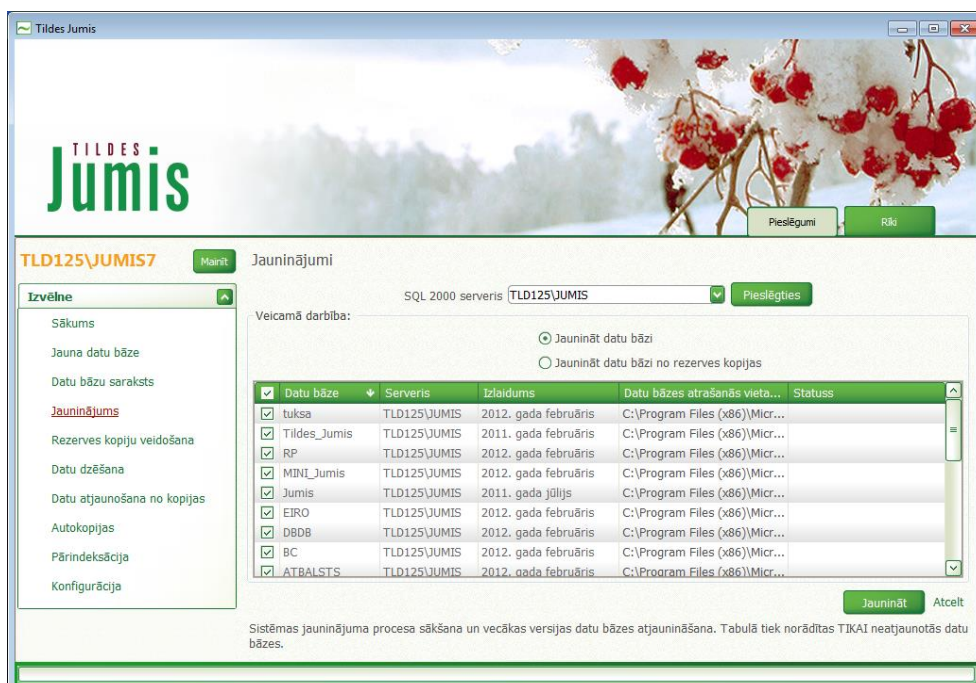 Tildes Jumis
TILDES
Jumis
Pieslēgumi
Rīki
TLD125\JUMIS7
Mainīt
Jauninājumi
Izvēlne
Sākums
Jauna datu bāze
Datu bāzu saraksts
Jauninājums
Rezerves kopiju veidošana
Datu dzēšana
Datu atjaunošana no kopijas
Autokopijas
Pārindeksācija
Konfigurācija
SQL 2000 serveris TLD125\JUMIS Pieslēgties
Veicamā darbība:
Jaunināt datu bāzi
Jaunināt datu bāzi no rezerves kopijas
Datu bāze Serveris Izlaidums Datu bāzes atrašanās vieta... Statuss
tuksa TLD125\JUMIS 2012. gada februāris C:\Program Files (x86)\Micr...
Tildes_Jumis TLD125\JUMIS 2011. gada februāris C:\Program Files (x86)\Micr...
RP TLD125\JUMIS 2012. gada februāris C:\Program Files (x86)\Micr...
MINI_Jumis TLD125\JUMIS 2012. gada februāris C:\Program Files (x86)\Micr...
Jumis TLD125\JUMIS 2011. gada jūlijs C:\Program Files (x86)\Micr...
EIRO TLD125\JUMIS 2012. gada februāris C:\Program Files (x86)\Micr...
DBDB TLD125\JUMIS 2012. gada februāris C:\Program Files (x86)\Micr...
BC TLD125\JUMIS 2012. gada februāris C:\Program Files (x86)\Micr...
ATBALSTS TLD125\JUMIS 2012. gada februāris C:\Program Files (x86)\Micr...
Jaunināt Atcelt
Sistēmas jauninājuma procesa sākšana un vecākas versijas datu bāzes atjaunināšana. Tabulā tiek norādītas TIKAI neatjaunotās datu
bāzes.